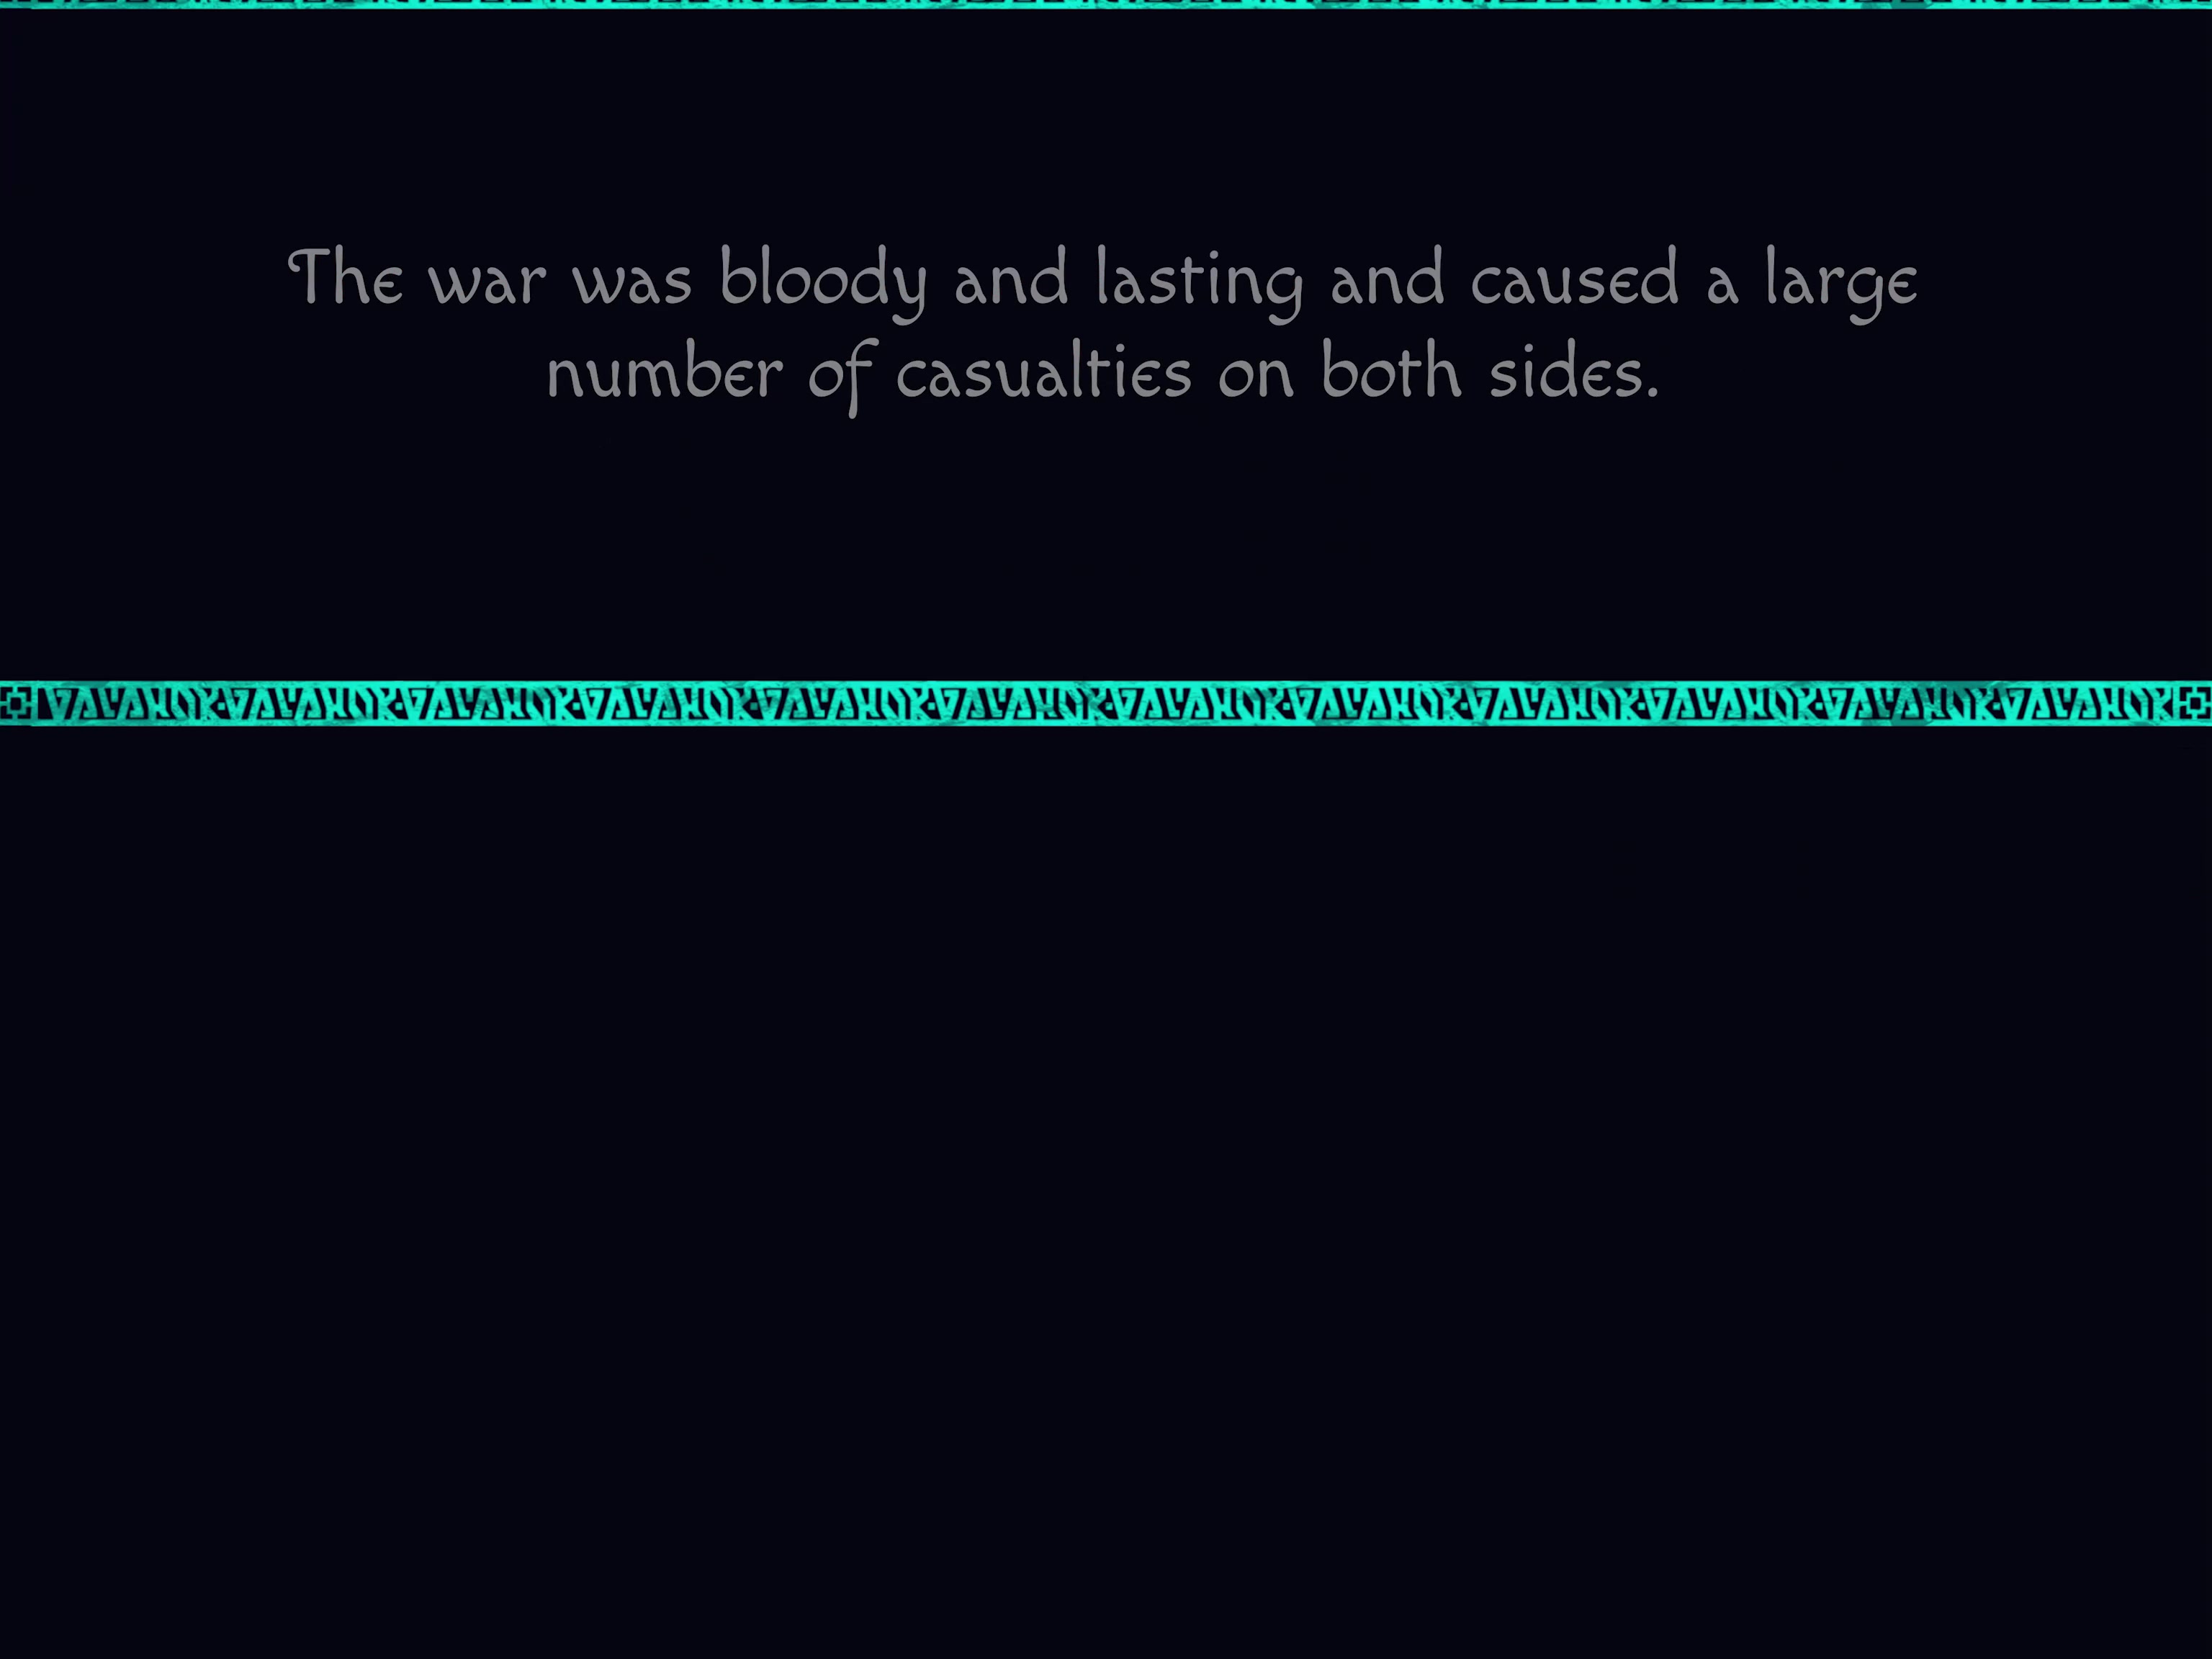 The war was bloody and lasting and caused a large
number of casualties on both sides.